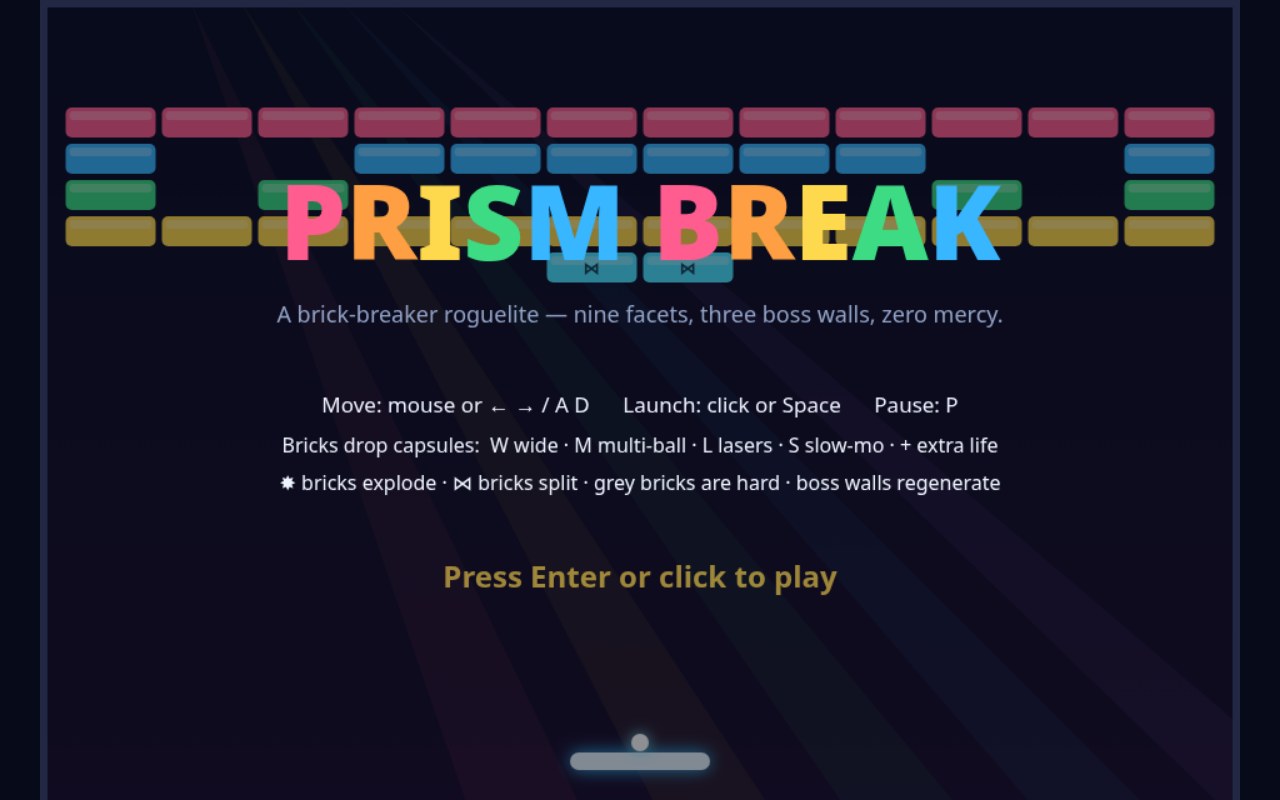 PRISM BREAK
A brick-breaker roguelite — nine facets, three boss walls, zero mercy.
Move: mouse or ← → / A D Launch: click or Space Pause: P
Bricks drop capsules: W wide · M multi-ball · L lasers · S slow-mo · + extra life
✸ bricks explode · ⋈ bricks split · grey bricks are hard · boss walls regenerate
Press Enter or click to play